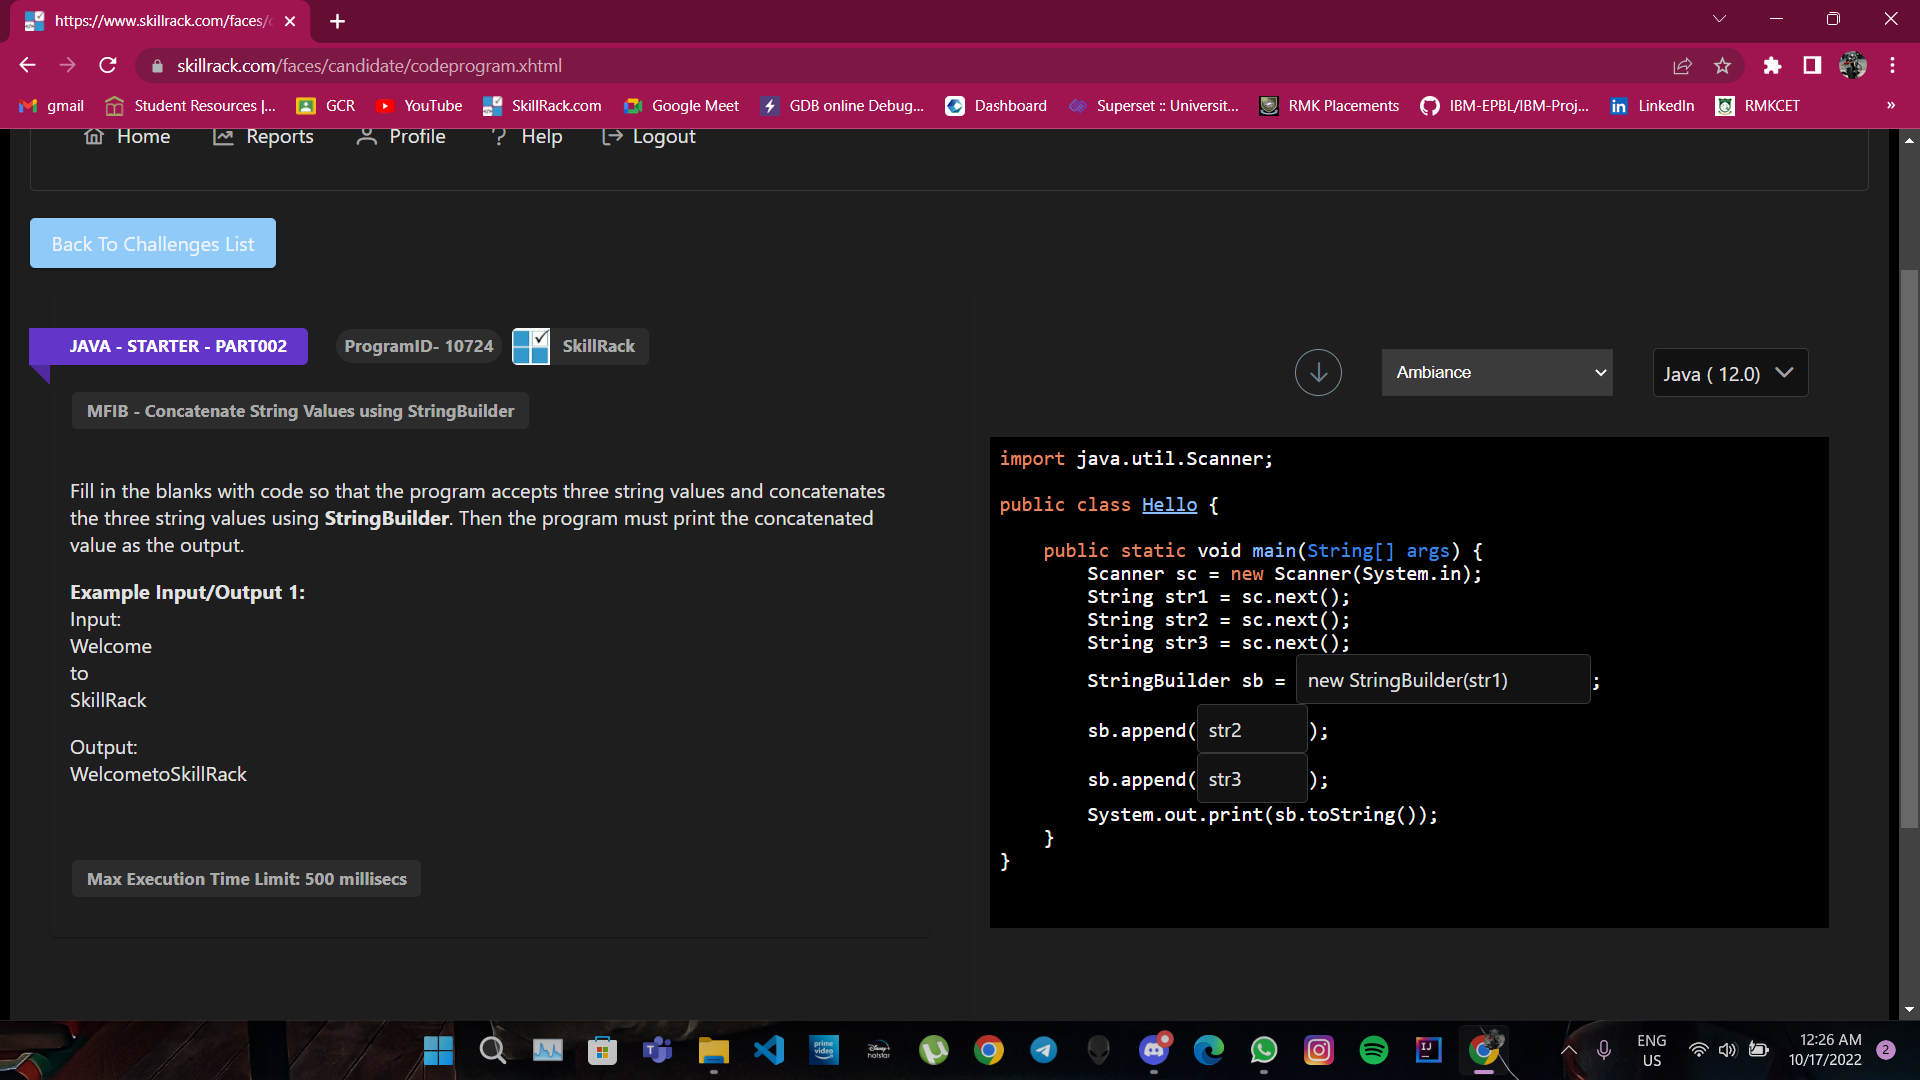 https://www.skillrack.com/faces/c
skillrack.com/faces/candidate/codeprogram.xhtml
gmail
Student Resources |...
GCR
YouTube
SkillRack.com
Google Meet
GDB online Debug...
Dashboard
Superset :: Universit...
RMK Placements
IBM-EPBL/IBM-Proj...
LinkedIn
RMKCET
»
Home
Reports
Profile
Help
Logout
Back To Challenges List
JAVA - STARTER - PART002
ProgramID- 10724
SkillRack
MFIB - Concatenate String Values using StringBuilder
Fill in the blanks with code so that the program accepts three string values and concatenates
the three string values using StringBuilder. Then the program must print the concatenated
value as the output.
Example Input/Output 1:
Input:
Welcome
to
SkillRack
Output:
WelcometoSkillRack
Max Execution Time Limit: 500 millisecs
Ambiance
Java ( 12.0)
import java.util.Scanner;
public class Hello {
public static void main(String[] args) {
Scanner sc = new Scanner(System.in);
String str1 = sc.next();
String str2 = sc.next();
String str3 = sc.next();
StringBuilder sb = new StringBuilder(str1) ;
sb.append( str2 );
sb.append( str3 );
System.out.print(sb.toString());
}
}
prime video
Disney+ hotstar
IJ
ENG
US
12:26 AM
10/17/2022
2